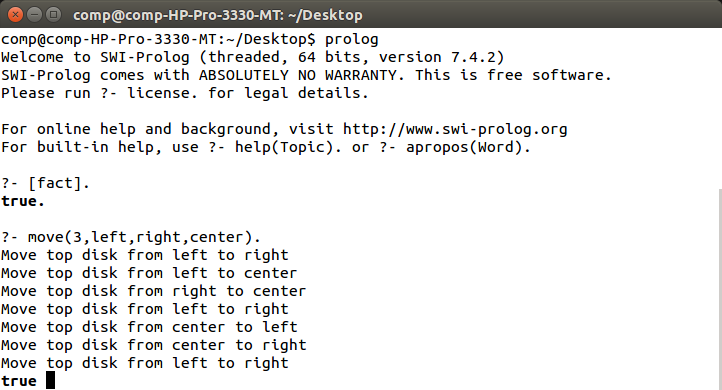 comp@comp-HP-Pro-3330-MT: ~/Desktop
comp@comp-HP-Pro-3330-MT:~/Desktop$ prolog
Welcome to SWI-Prolog (threaded, 64 bits, version 7.4.2)
SWI-Prolog comes with ABSOLUTELY NO WARRANTY. This is free software.
Please run ?- license. for legal details.
For online help and background, visit http://www.swi-prolog.org
For built-in help, use ?- help(Topic). or ?- apropos(Word).
?- [fact].
true.
?- move(3,left,right,center).
Move top disk from left to right
Move top disk from left to center
Move top disk from right to center
Move top disk from left to right
Move top disk from center to left
Move top disk from center to right
Move top disk from left to right
true